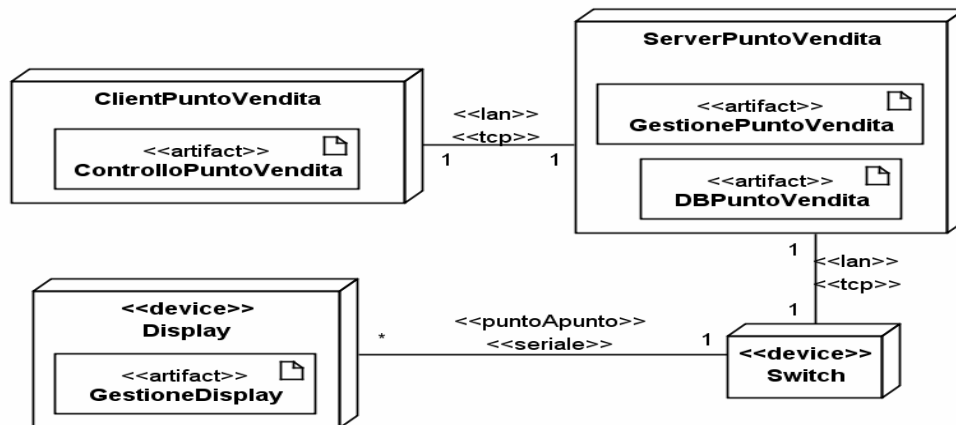 ServerPuntoVendita
ClientPuntoVendita
<<artifact>>
ControlloPuntoVendita
<<lan>>
<<tcp>>
1
1
<<artifact>>
GestionePuntoVendita
<<artifact>>
DBPuntoVendita
1
<<lan>>
<<tcp>>
1
<<device>>
Display
<<artifact>>
GestioneDisplay
*
<<puntoApunto>>
<<seriale>>
1
<<device>>
Switch